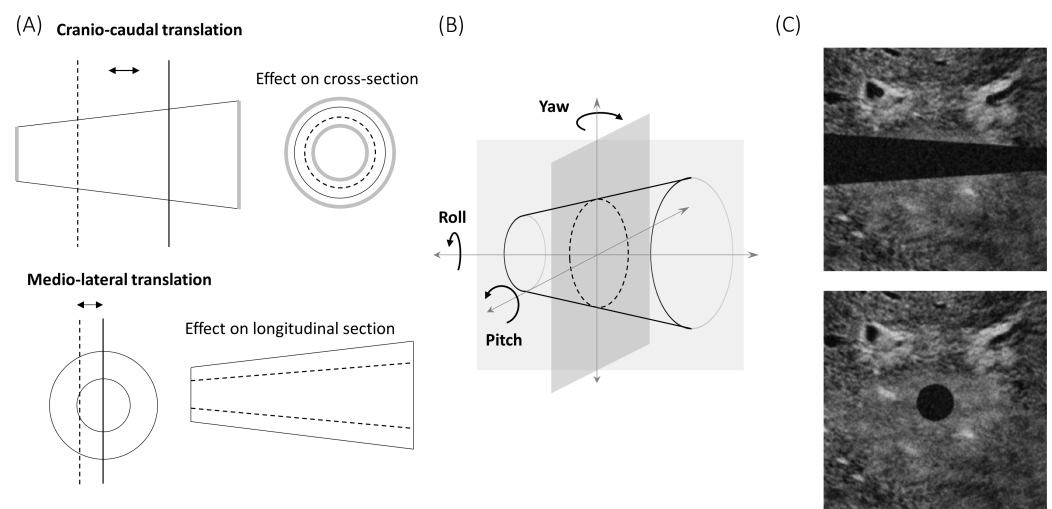 (A)
Cranio-caudal translation
Effect on cross-section
Medio-lateral translation
Effect on longitudinal section
(B)
Yaw
Roll
Pitch
(C)